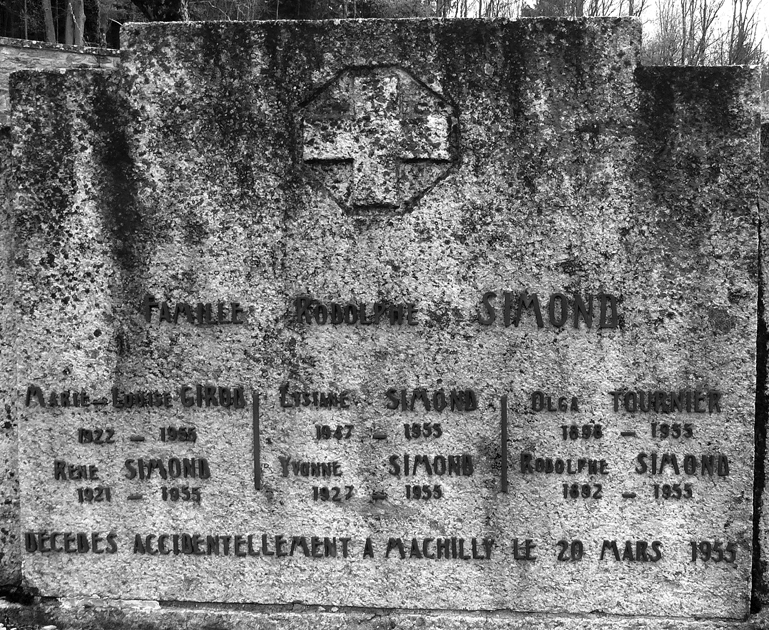 FAMILLE RODOLPHE SIMOND
MARIE-LOUISE GIROD
1922 - 1955
RENE SIMOND
1921 - 1955
LYSIANE SIMOND
1947 - 1955
YVONNE SIMOND
1927 - 1955
OLGA TOURNIER
1898 - 1955
RODOLPHE SIMOND
1892 - 1955
DECEDES ACCIDENTELLEMENT A MACHILLY LE 20 MARS 1955